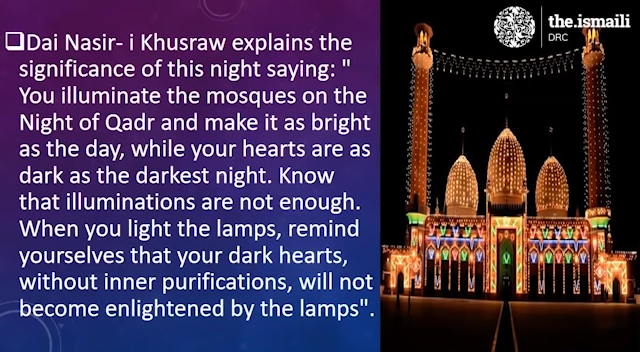 ❑Dai Nasir- i Khusraw explains the
significance of this night saying: "
You illuminate the mosques on the
Night of Qadr and make it as bright
as the day, while your hearts are as
dark as the darkest night. Know
that illuminations are not enough.
When you light the lamps, remind
yourselves that your dark hearts,
without inner purifications, will not
become enlightened by the lamps".
the.ismaili
DRC